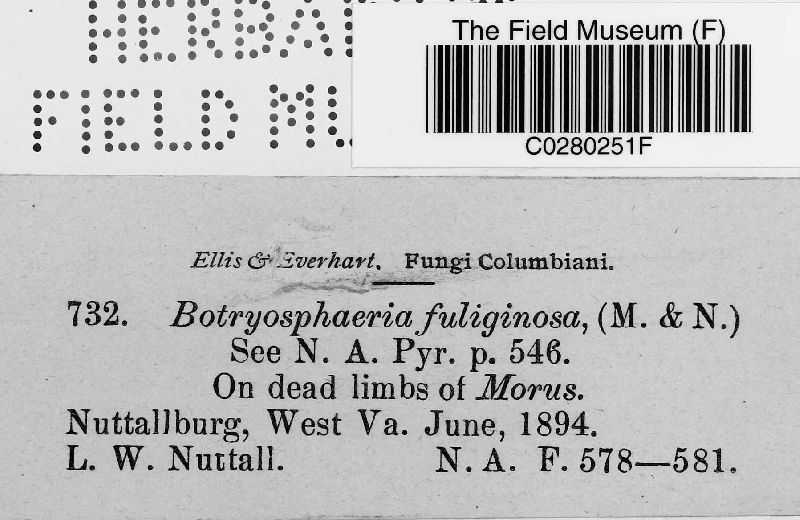 HERBA
FIELD MU
The Field Museum (F)
C0280251F
Ellis & Everhart. Fungi Columbiani.
732. Botryosphaeria fuliginosa, (M. & N.)
See N. A. Pyr. p. 546.
On dead limbs of Morus.
Nuttallburg, West Va. June, 1894.
L. W. Nuttall. N. A. F. 578—581.